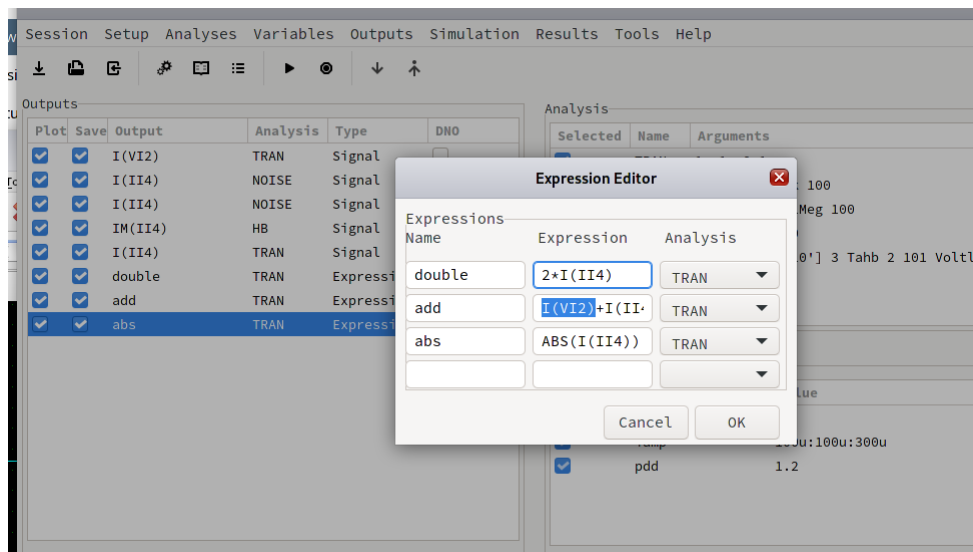 Session Setup Analyses Variables Outputs Simulation Results Tools Help
Outputs
Plot Save Output Analysis Type DNO
I(VI2) TRAN Signal
I(II4) NOISE Signal
I(II4) NOISE Signal
IM(II4) HB Signal
I(II4) TRAN Signal
double TRAN Expressi
add TRAN Expressi
abs TRAN Expressi
Analysis
Selected Name Arguments
100
Meg 100
0'] 3 Tahb 2 101 Voltl
lue
u:100u:300u
pdd 1.2
Expression Editor
Expressions
Name Expression Analysis
double 2*I(II4) TRAN
add I(VI2)+I(II4 TRAN
abs ABS(I(II4)) TRAN
Cancel OK